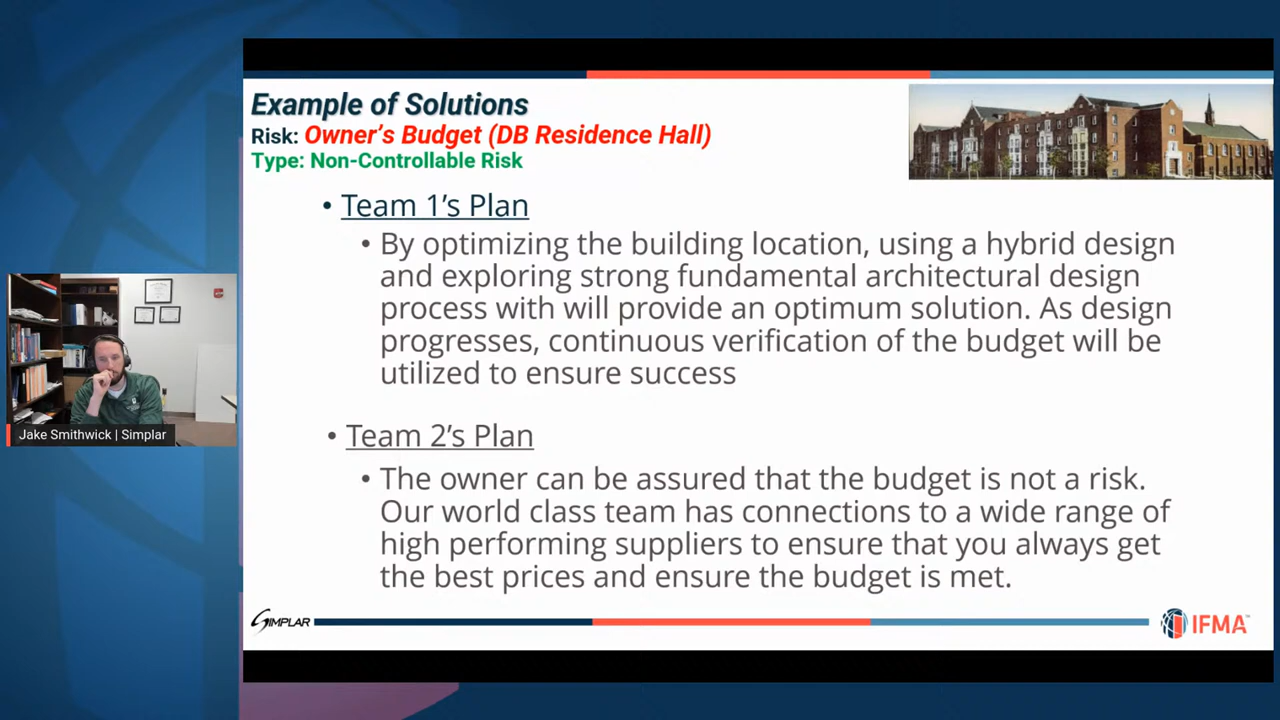 Example of Solutions
Risk: Owner's Budget (DB Residence Hall)
Type: Non-Controllable Risk
• Team 1's Plan
• By optimizing the building location, using a hybrid design
and exploring strong fundamental architectural design
process with will provide an optimum solution. As design
progresses, continuous verification of the budget will be
utilized to ensure success
• Team 2's Plan
• The owner can be assured that the budget is not a risk.
Our world class team has connections to a wide range of
high performing suppliers to ensure that you always get
the best prices and ensure the budget is met.
Jake Smithwick | Simplar
SIMPLAR
IFMA™